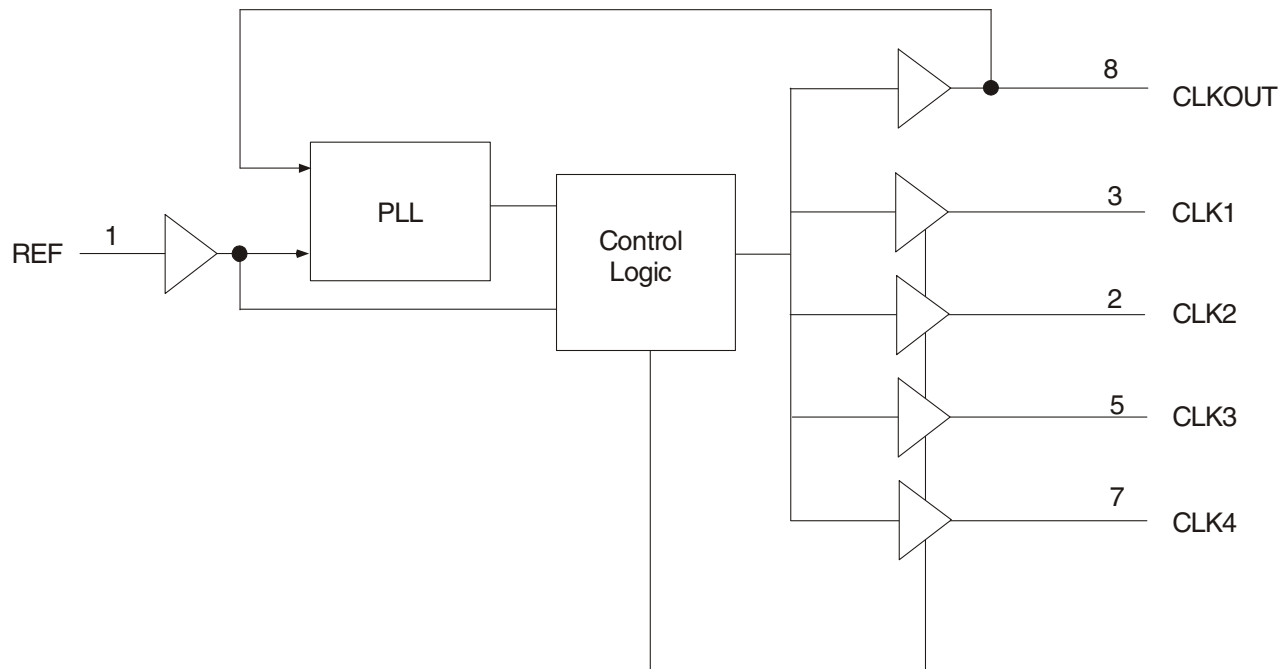 8
CLKOUT
PLL
3
CLK1
REF
1
Control
Logic
2
CLK2
5
CLK3
7
CLK4